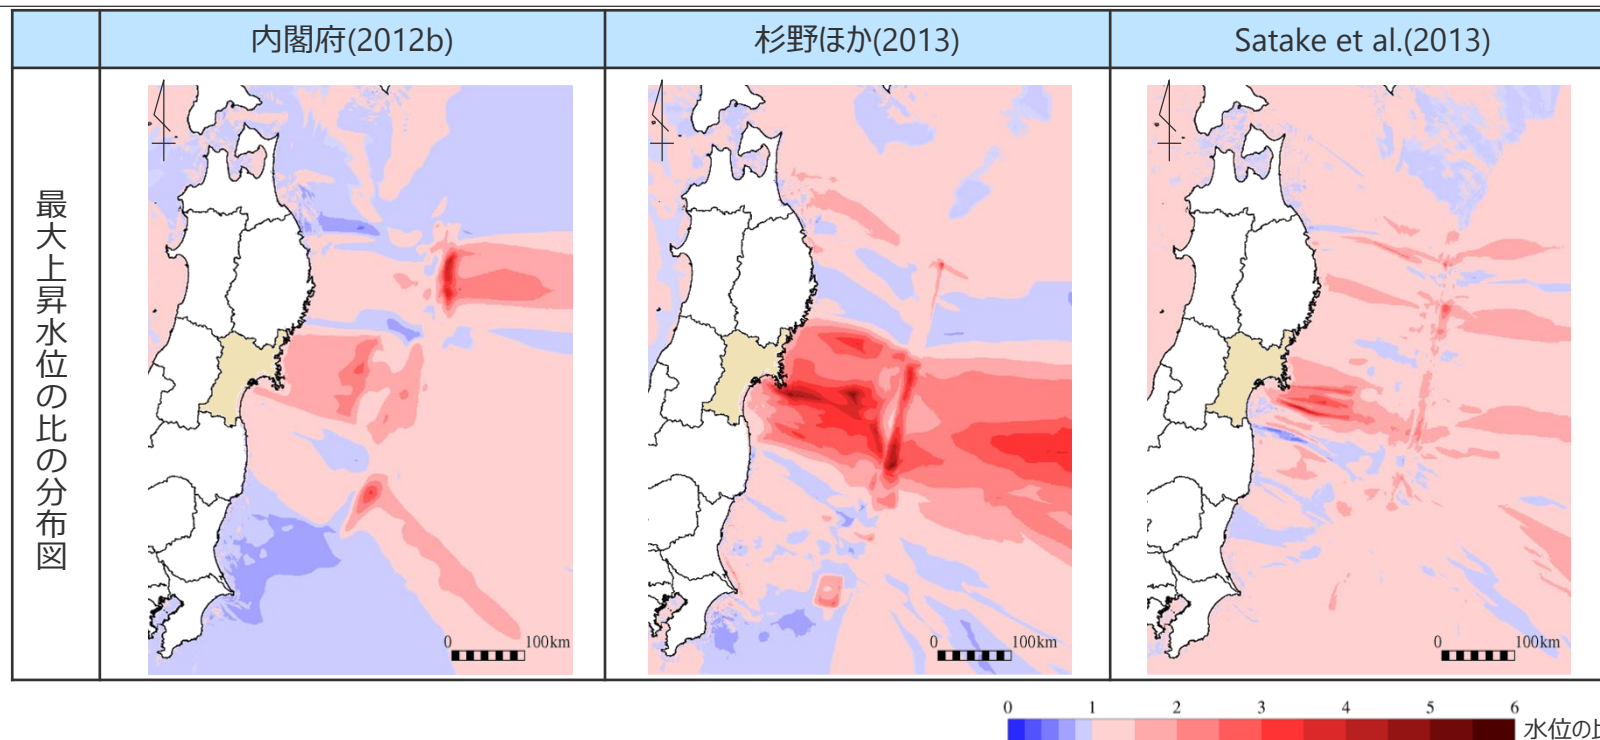 内閣府(2012b)
杉野ほか(2013)
Satake et al.(2013)
最大上昇水位の比の分布図
0 100km
0 100km
0 100km
0 1 2 3 4 5 6
水位の比